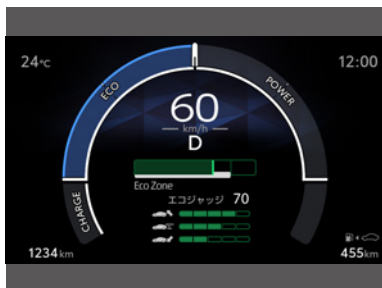 24°C
12:00
ECO
POWER
60
km/h
D
Eco Zone
エコジャッジ 70
CHARGE
1234km
455km